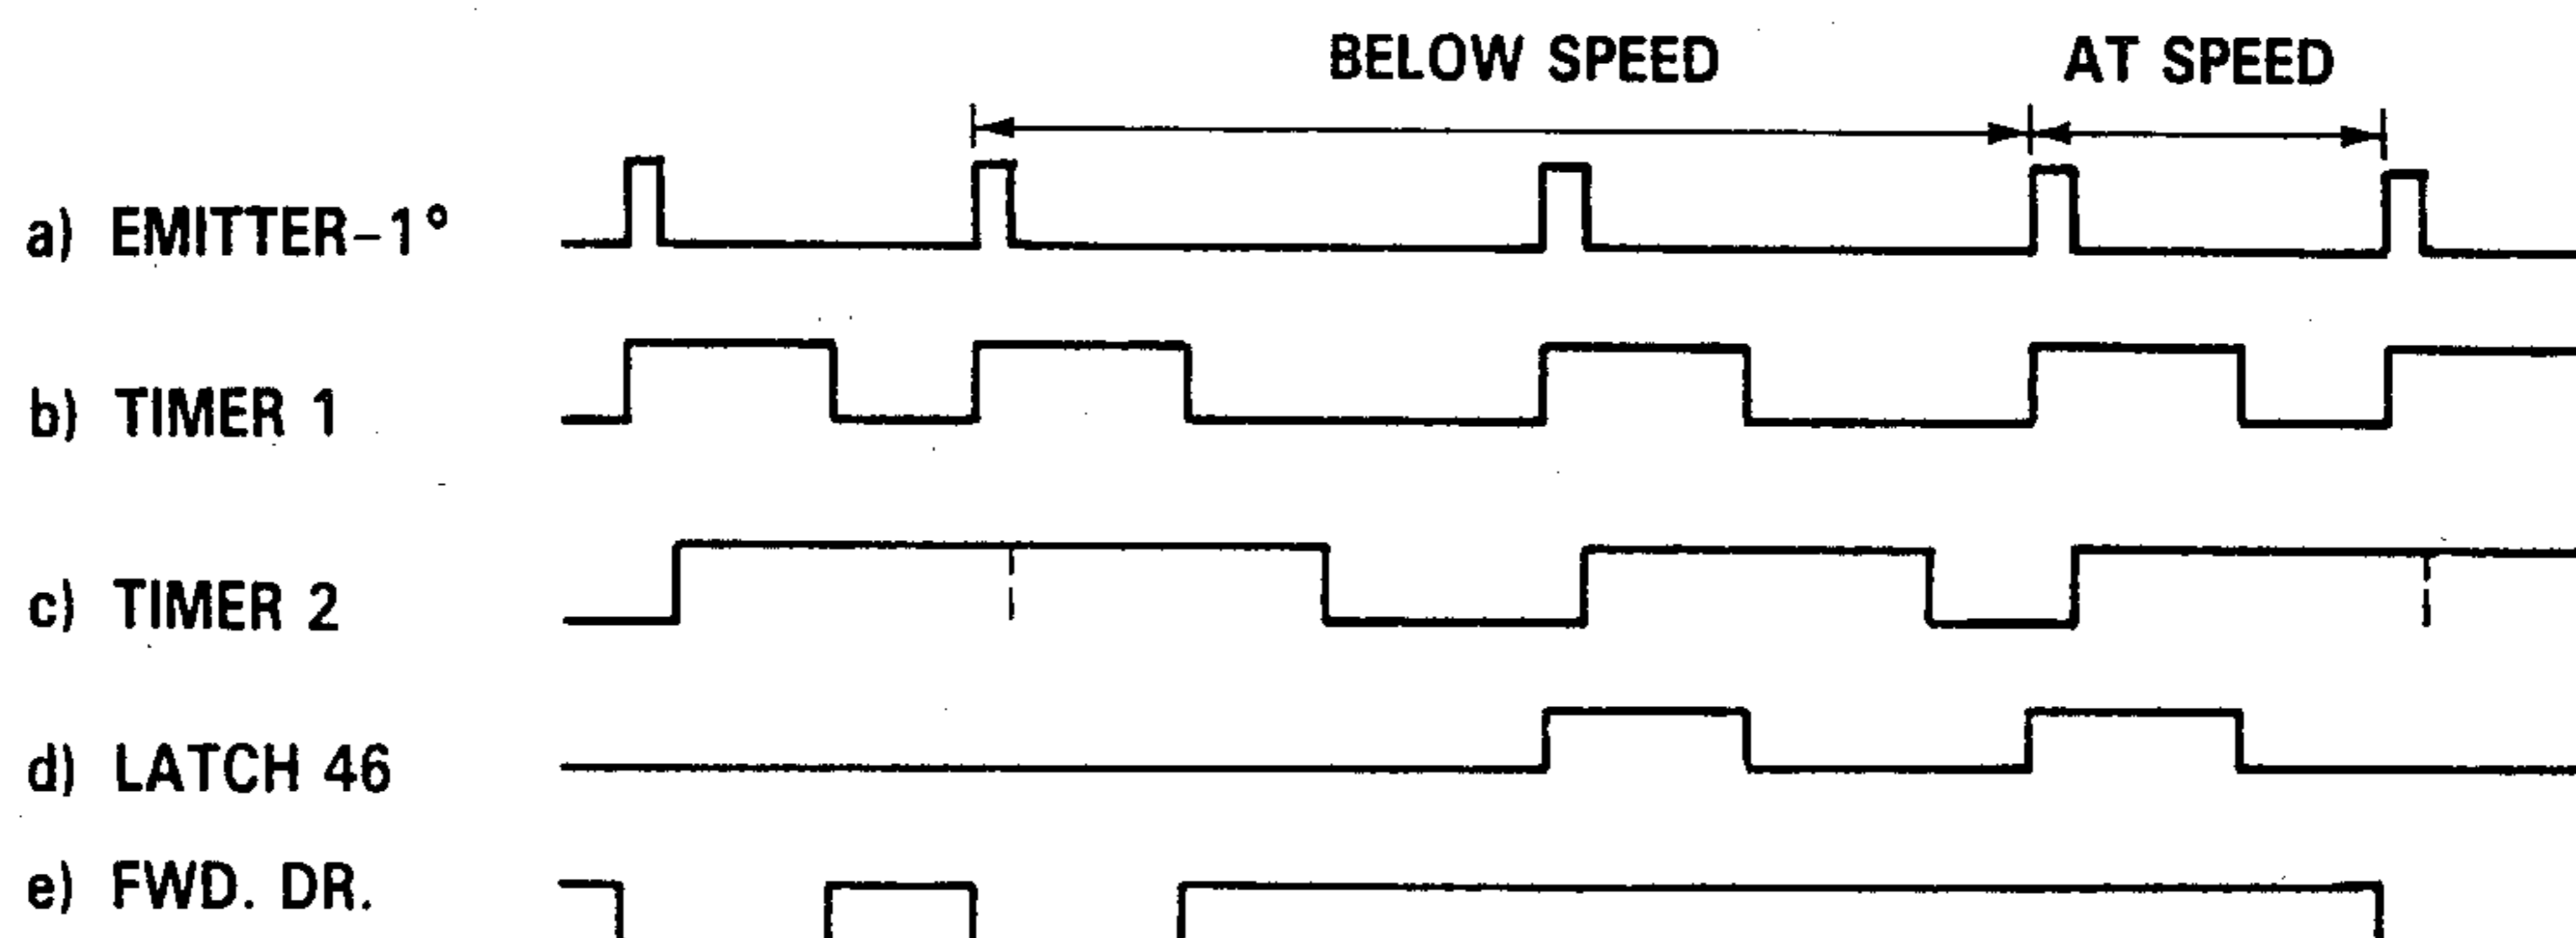 BELOW SPEED AT SPEED
a) EMITTER-1°
b) TIMER 1
c) TIMER 2
d) LATCH 46
e) FWD. DR.